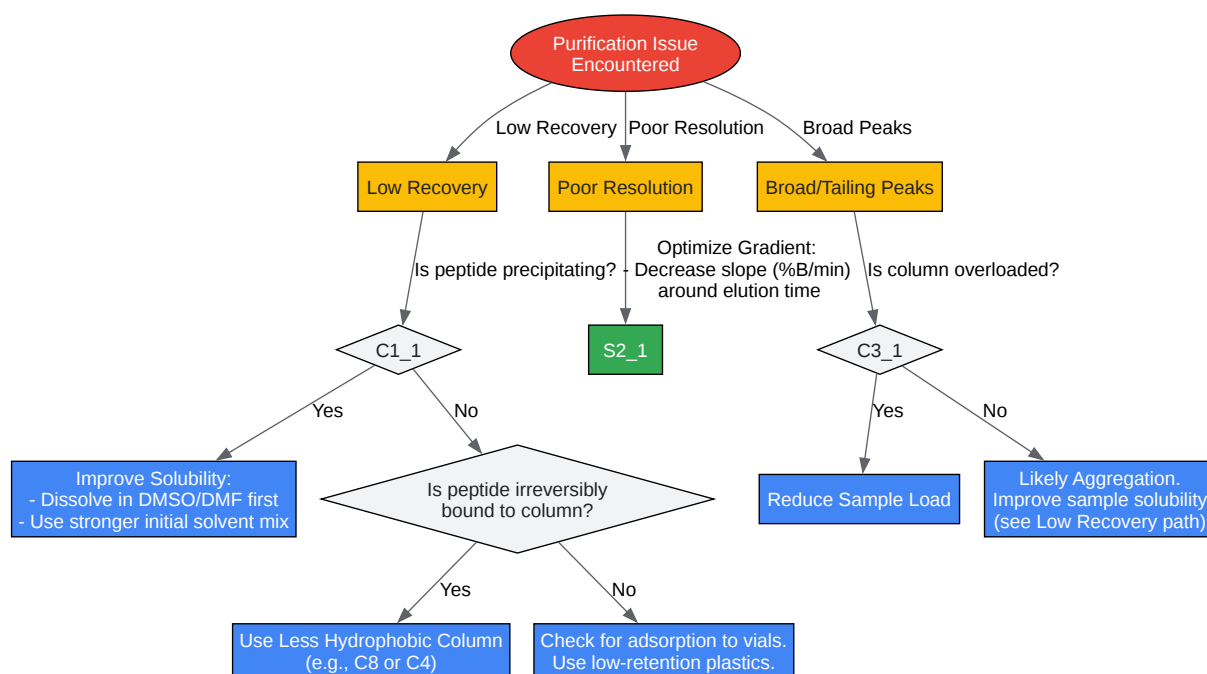 Purification Issue
Encountered
Low Recovery
Poor Resolution
Broad Peaks
Low Recovery
Poor Resolution
Broad/Tailing Peaks
Is peptide precipitating?
Optimize Gradient:
- Decrease slope (%B/min)
around elution time
Is column overloaded?
C1_1
S2_1
C3_1
Yes
No
Yes
No
Improve Solubility:
- Dissolve in DMSO/DMF first
- Use stronger initial solvent mix
Is peptide irreversibly
bound to column?
Reduce Sample Load
Likely Aggregation.
Improve sample solubility
(see Low Recovery path)
Yes
No
Use Less Hydrophobic Column
(e.g., C8 or C4)
Check for adsorption to vials.
Use low-retention plastics.